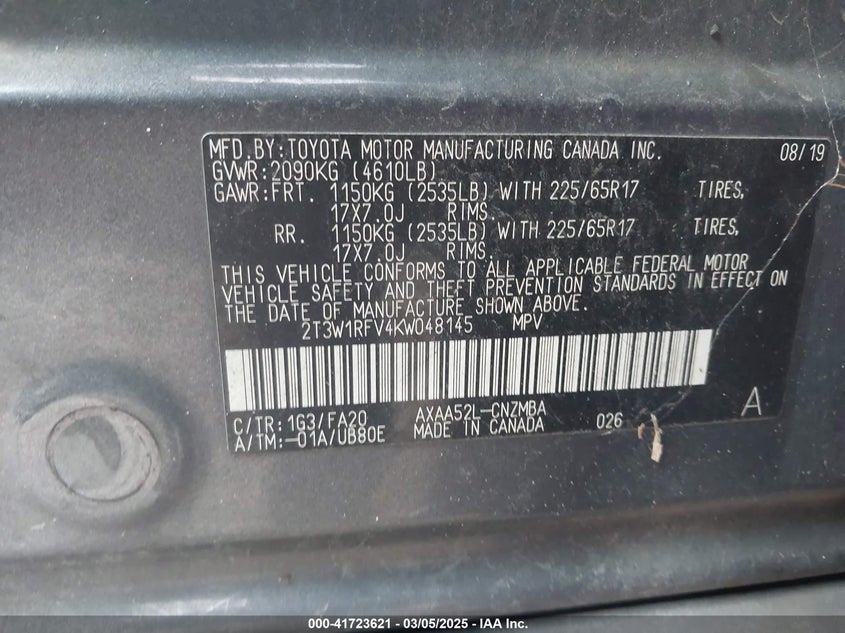 MFD.BY:TOYOTA MOTOR MANUFACTURING CANADA INC. 08/19
GVWR:2090KG (4610LB)
GAWR:FRT. 1150KG (2535LB) WITH 225/65R17 TIRES,
17X7.0J RIMS.
RR. 1150KG (2535LB) WITH 225/65R17 TIRES,
17X7.0J RIMS.
THIS VEHICLE CONFORMS TO ALL APPLICABLE FEDERAL MOTOR
VEHICLE SAFETY AND THEFT PREVENTION STANDARDS IN EFFECT ON
THE DATE OF MANUFACTURE SHOWN ABOVE.
2T3W1RFV4KW048145 MPV
C/TR:1G3/FA20 AXAA52L-CNZMBA 026 A
A/TM:-01A/UB80E MADE IN CANADA
000-41723621 - 03/05/2025 - IAA Inc.